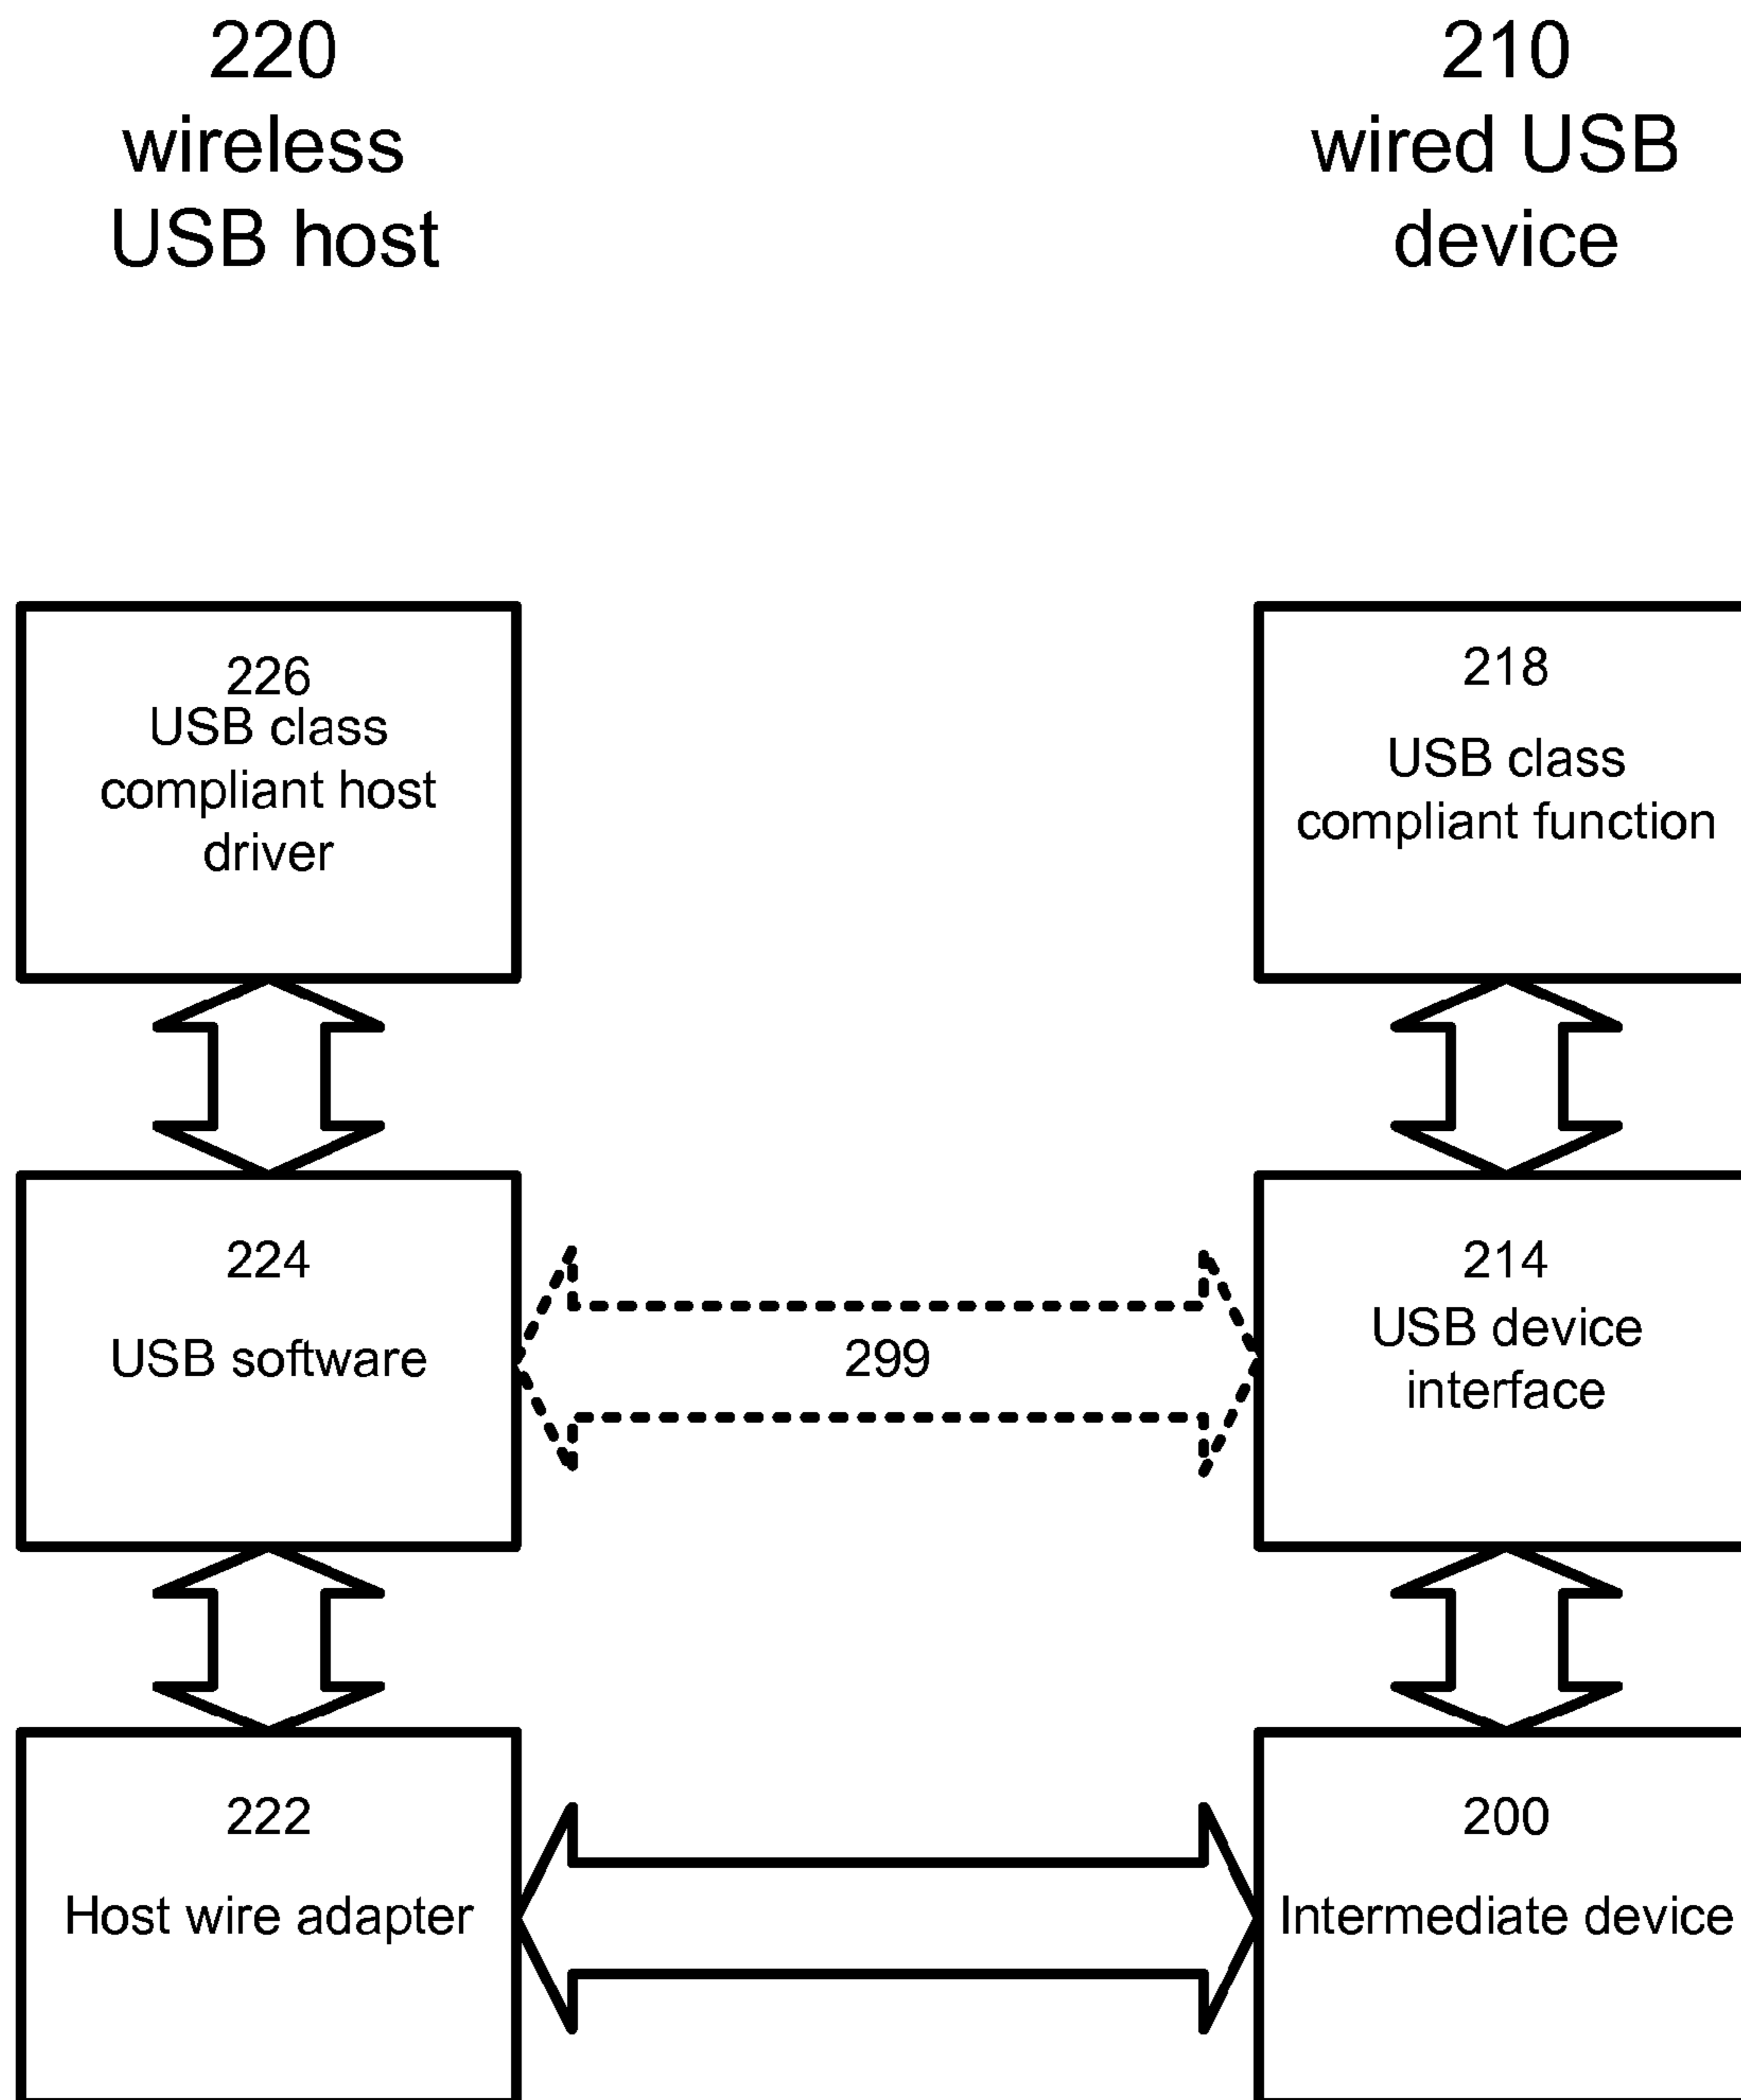 220
wireless
USB host
210
wired USB
device
226
USB class
compliant host
driver
218
USB class
compliant function
224
USB software
299
214
USB device
interface
222
Host wire adapter
200
Intermediate device